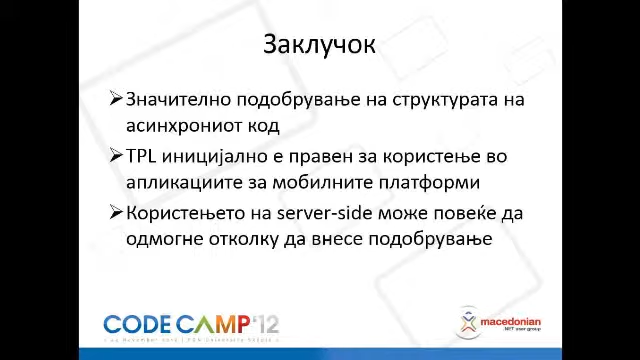 Заклучок
➢Значително подобрување на структурата на
асинхрониот код
➢TPL иницијално е правен за користење во
апликациите за мобилните платформи
➢Користењето на server-side може повеќе да
одмогне отколку да внесе подобрување
CODE CAMP '12
macedonian
.NET user group